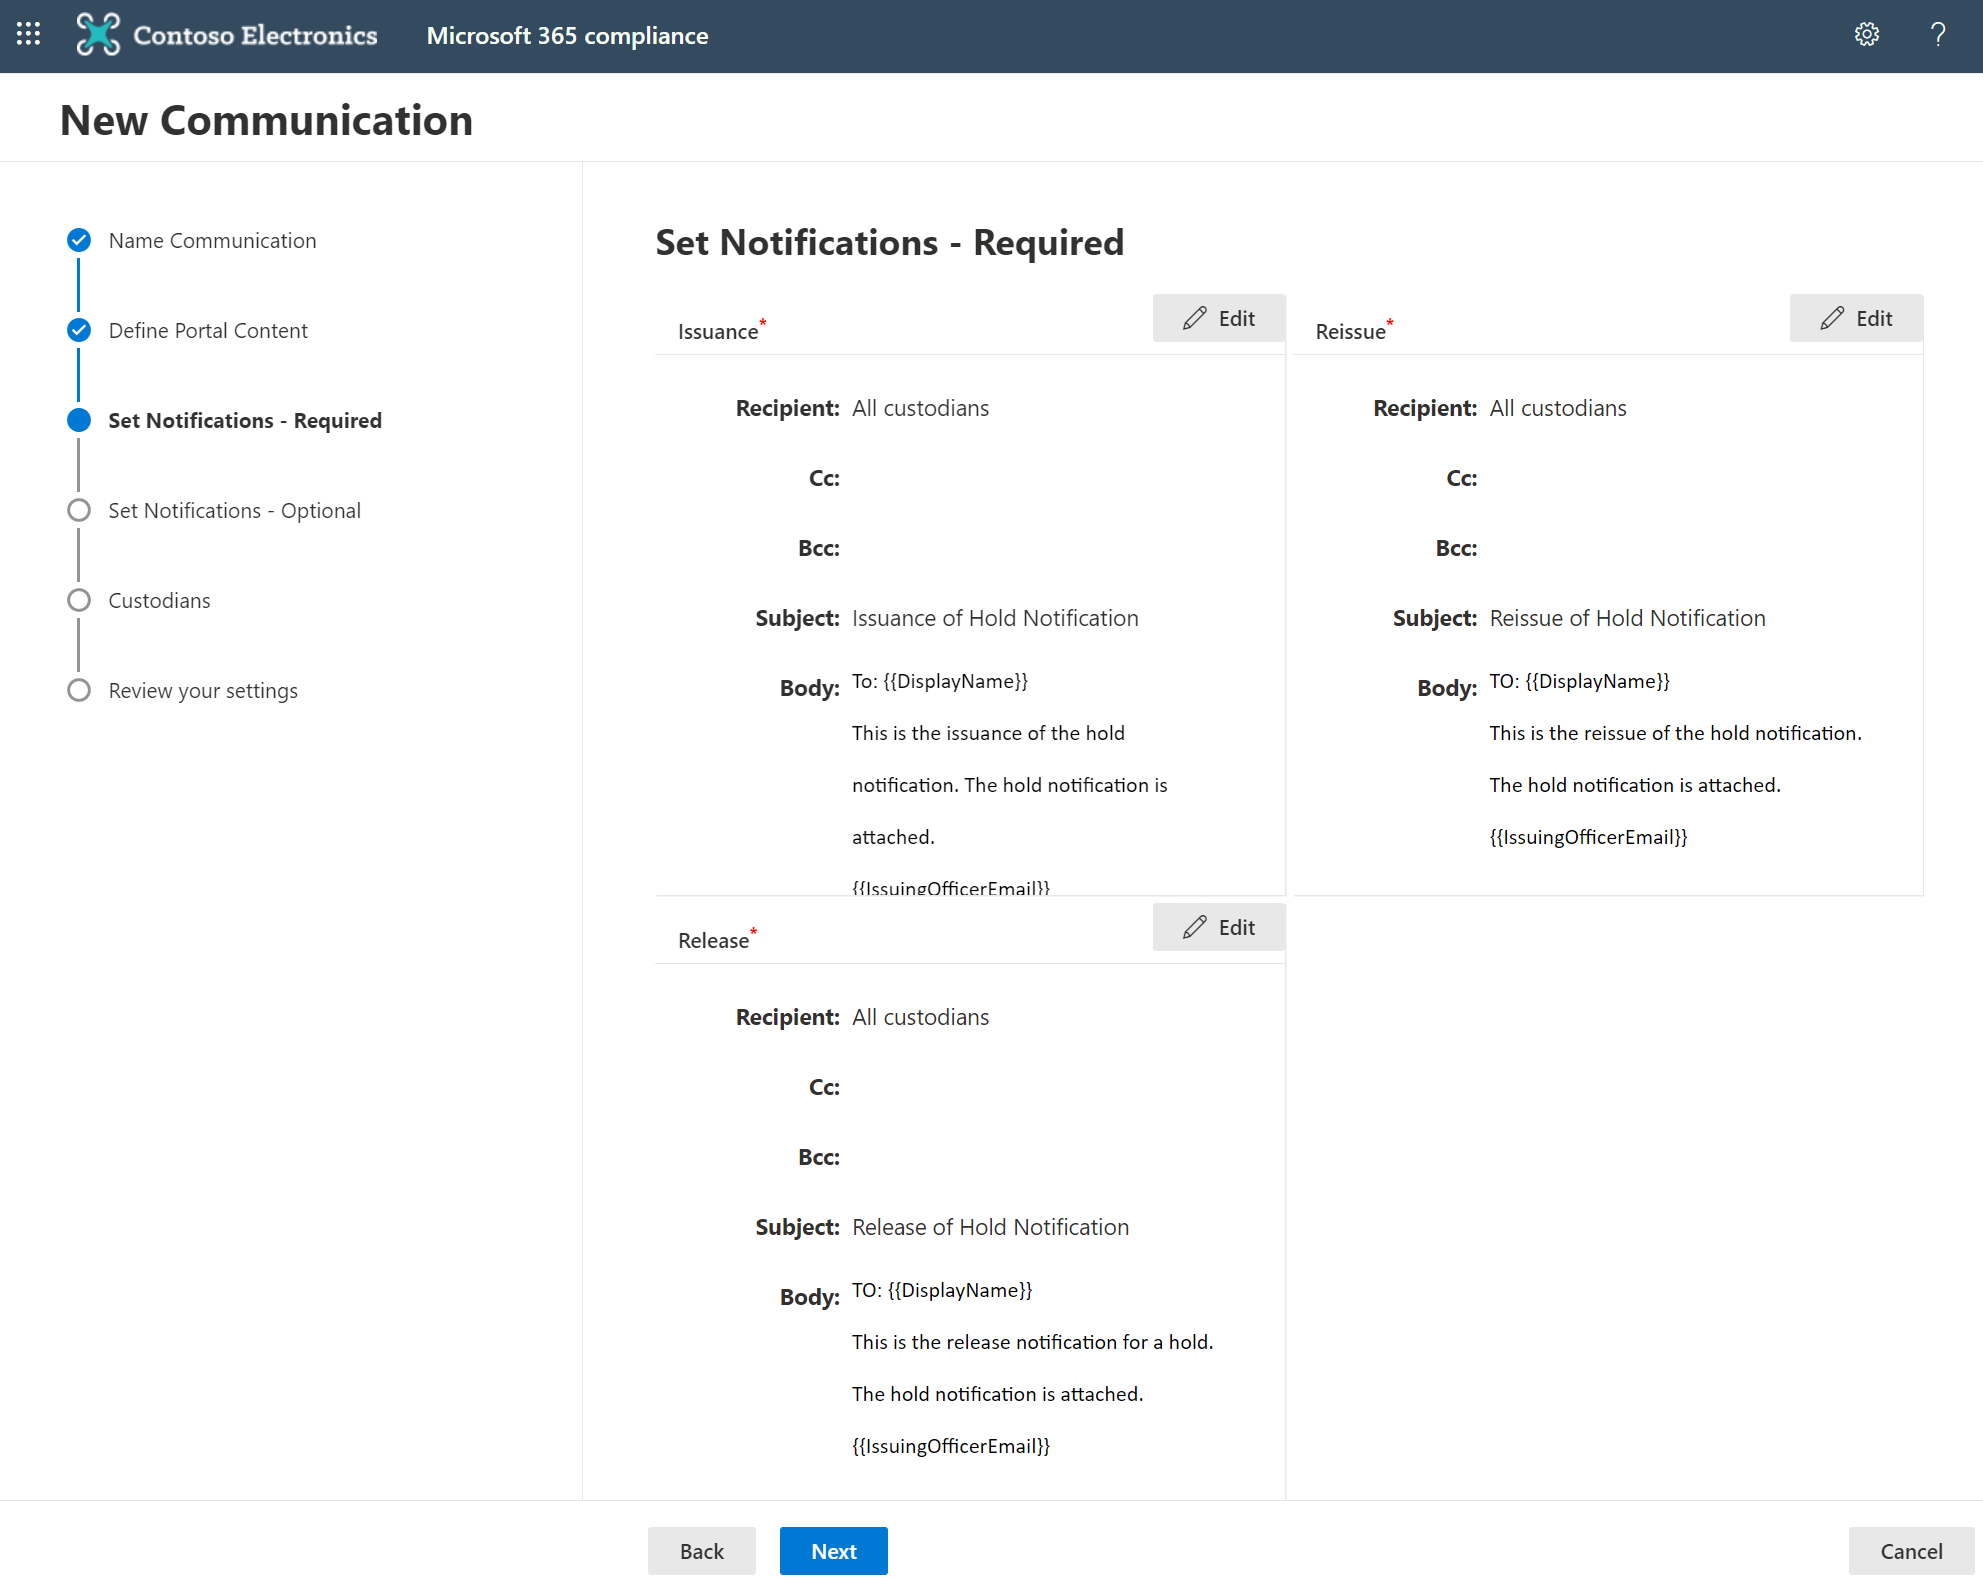 Contoso Electronics
Microsoft 365 compliance
?
New Communication
Name Communication
Define Portal Content
Set Notifications - Required
Set Notifications - Optional
Custodians
Review your settings
Set Notifications - Required
Issuance*
Edit
Recipient: All custodians
Cc:
Bcc:
Subject: Issuance of Hold Notification
Body: To: {{DisplayName}}
This is the issuance of the hold
notification. The hold notification is
attached.
{{IssuingOfficerEmail}}
Reissue*
Edit
Recipient: All custodians
Cc:
Bcc:
Subject: Reissue of Hold Notification
Body: TO: {{DisplayName}}
This is the reissue of the hold notification.
The hold notification is attached.
{{IssuingOfficerEmail}}
Release*
Edit
Recipient: All custodians
Cc:
Bcc:
Subject: Release of Hold Notification
Body: TO: {{DisplayName}}
This is the release notification for a hold.
The hold notification is attached.
{{IssuingOfficerEmail}}
Back
Next
Cancel